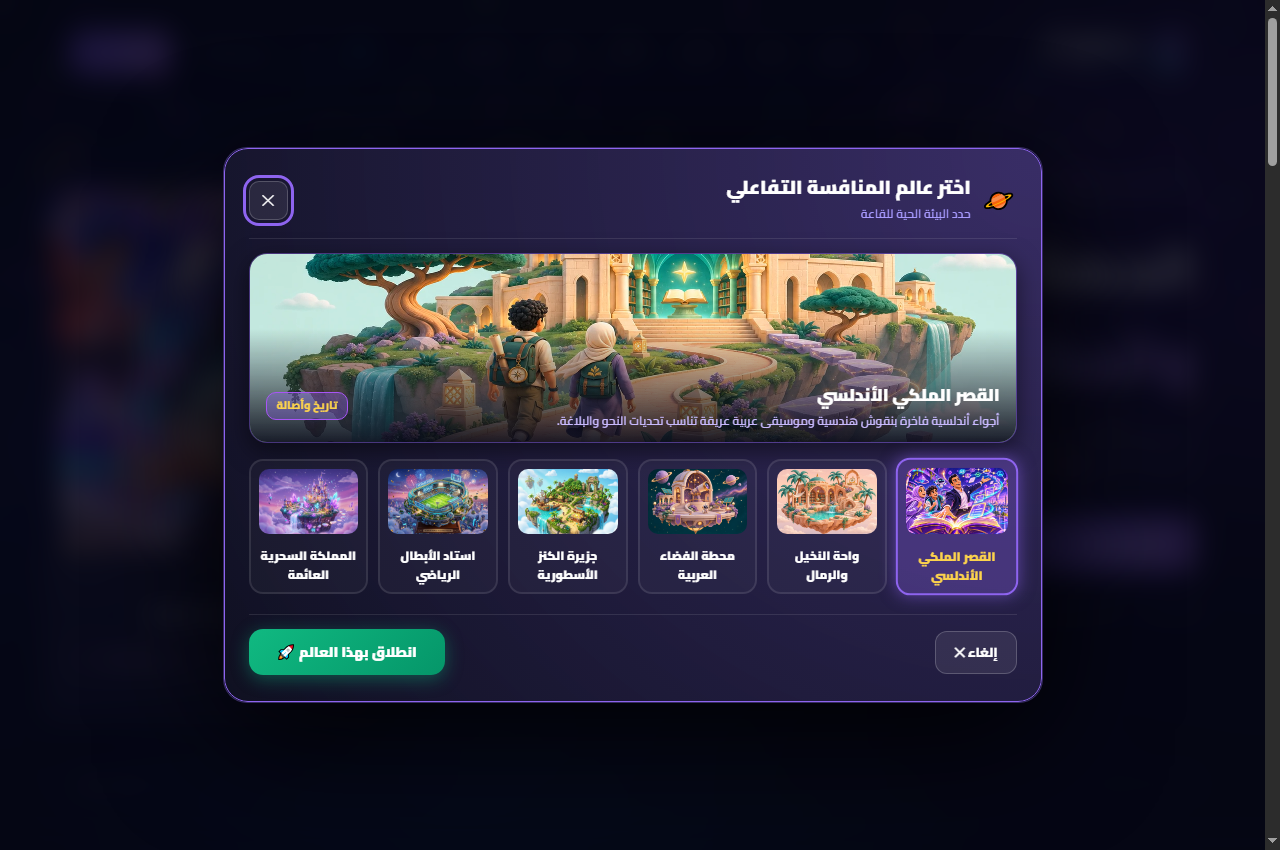 اختر عالم المنافسة التفاعلي
حدد البيئة الحية للقاعة
القصر الملكي الأندلسي
أجواء أندلسية فاخرة بنقوش هندسية وموسيقى عربية عريقة تناسب تحديات النحو والبلاغة.
تاريخ وأصالة
القصر الملكي
الأندلسي
واحة النخيل
والرمال
محطة الفضاء
العربية
جزيرة الكنز
الأسطورية
استاد الأبطال
الرياضي
المملكة السحرية
العائمة
إلغاء ✕
انطلاق بهذا العالم 🚀